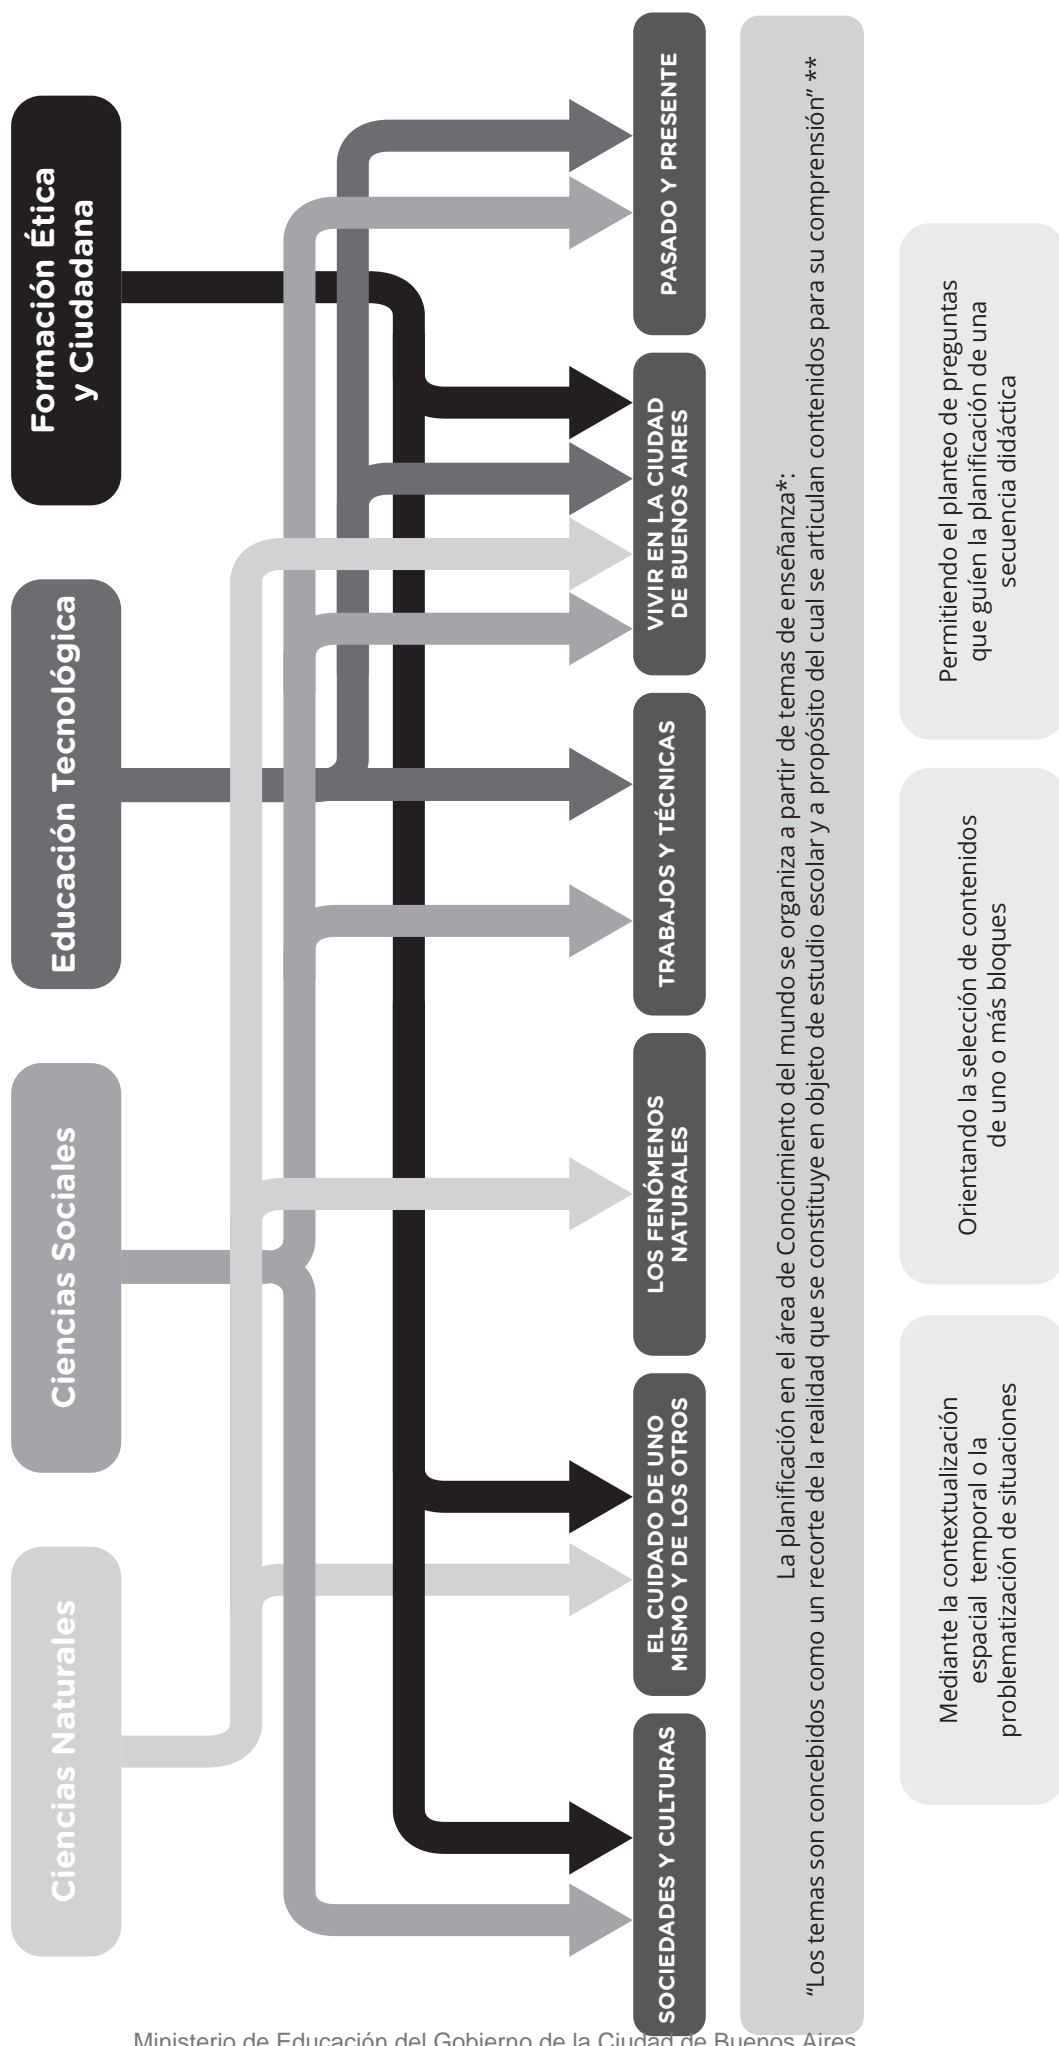 Ciencias Naturales
Ciencias Sociales
Educación Tecnológica
Formación Ética
y Ciudadana
SOCIEDADES Y CULTURAS
EL CUIDADO DE UNO
MISMO Y DE LOS OTROS
LOS FENÓMENOS
NATURALES
TRABAJOS Y TÉCNICAS
VIVIR EN LA CIUDAD
DE BUENOS AIRES
PASADO Y PRESENTE
La planificación en el área de Conocimiento del mundo se organiza a partir de temas de enseñanza*:
“Los temas son concebidos como un recorte de la realidad que se constituye en objeto de estudio escolar y a propósito del cual se articulan contenidos para su comprensión” **
Mediante la contextualización
espacial temporal o la
problematización de situaciones
Orientando la selección de contenidos
de uno o más bloques
Permitiendo el planteo de preguntas
que guíen la planificación de una
secuencia didáctica
Ministerio de Educación del Gobierno de la Ciudad de Buenos Aires